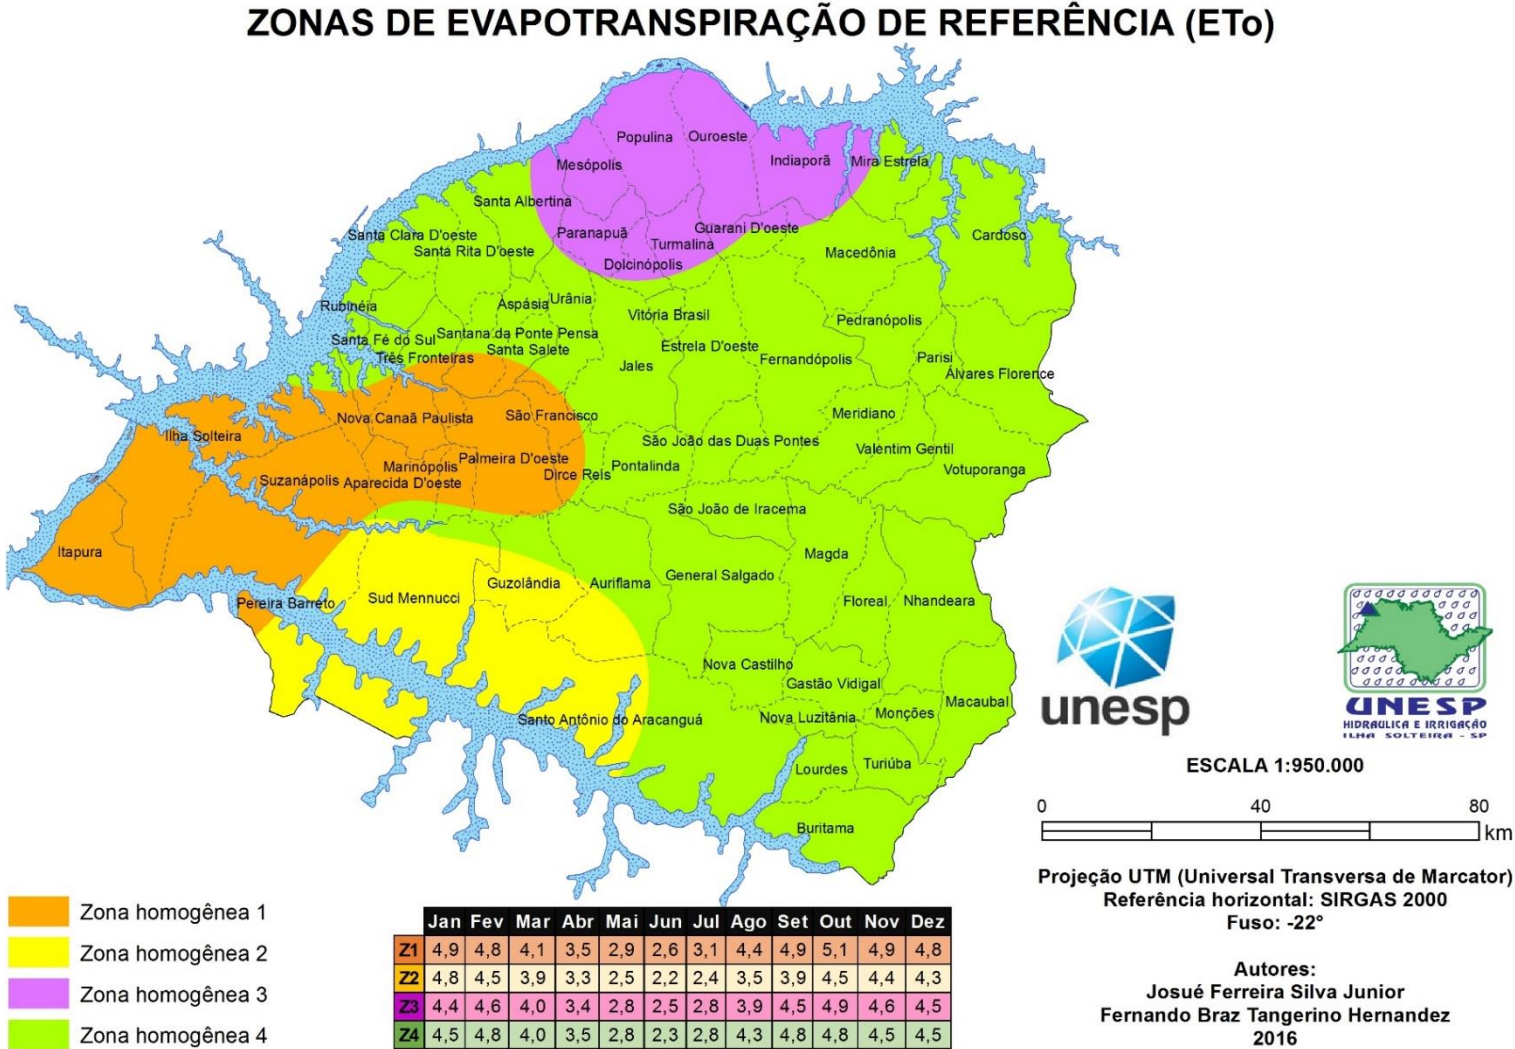 ZONAS DE EVAPOTRANSPIRAÇÃO DE REFERÊNCIA (ETo)
Populina
Ouroeste
Mesópolis
Indiaporã
Mira Estrela
Santa Albertina
Santa Clara D'oeste
Paranapuã
Guarani D'oeste
Cardoso
Santa Rita D'oeste
Turmalina
Macedônia
Dolcinópolis
Rubinéia
Aspásia
Urânia
Vitória Brasil
Pedranópolis
Santa Fé do Sul
Santana da Ponte Pensa
Três Fronteiras
Santa Salete
Estrela D'oeste
Jales
Fernandópolis
Parisi
Álvares Florence
Nova Canaã Paulista
São Francisco
Meridiano
Ilha Solteira
São João das Duas Pontes
Valentim Gentil
Marinópolis
Palmeira D'oeste
Suzanápolis
Aparecida D'oeste
Dirce Reis
Pontalinda
Votuporanga
São João de Iracema
Itapura
Magda
Guzolândia
Auriflama
General Salgado
Pereira Barreto
Sud Mennucci
Floreal
Nhandeara
Nova Castilho
Gastão Vidigal
Macaubal
Santo Antônio do Aracanguá
Nova Luzitânia
Monções
Lourdes
Turiúba
Buritama
unesp
UNESP
HIDRÁULICA E IRRIGAÇÃO
ILHA SOLTEIRA - SP
ESCALA 1:950.000
0 40 80
km
Projeção UTM (Universal Transversa de Marcator)
Referência horizontal: SIRGAS 2000
Fuso: -22°
Autores:
Josué Ferreira Silva Junior
Fernando Braz Tangerino Hernandez
2016
Zona homogênea 1
Zona homogênea 2
Zona homogênea 3
Zona homogênea 4
Jan Fev Mar Abr Mai Jun Jul Ago Set Out Nov Dez
Z1 4,9 4,8 4,1 3,5 2,9 2,6 3,1 4,4 4,9 5,1 4,9 4,8
Z2 4,8 4,5 3,9 3,3 2,5 2,2 2,4 3,5 3,9 4,5 4,4 4,3
Z3 4,4 4,6 4,0 3,4 2,8 2,5 2,8 3,9 4,5 4,9 4,6 4,5
Z4 4,5 4,8 4,0 3,5 2,8 2,3 2,8 4,3 4,8 4,8 4,5 4,5